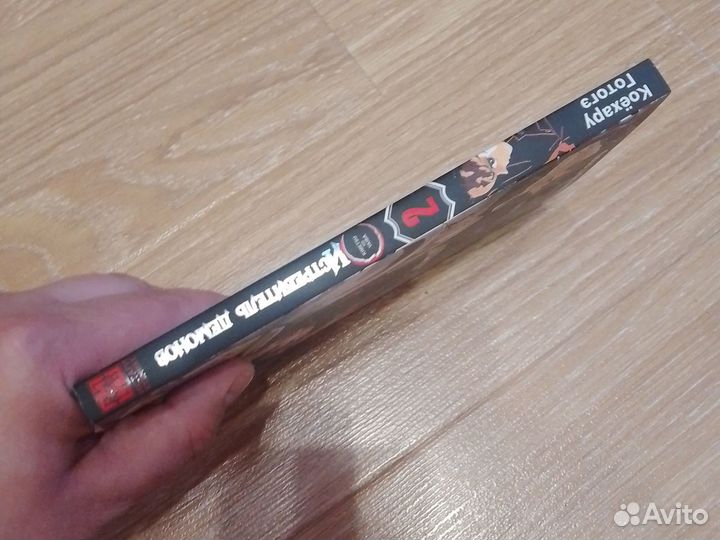 Коёхару
Готогэ
2
Истребитель демонов
Avito